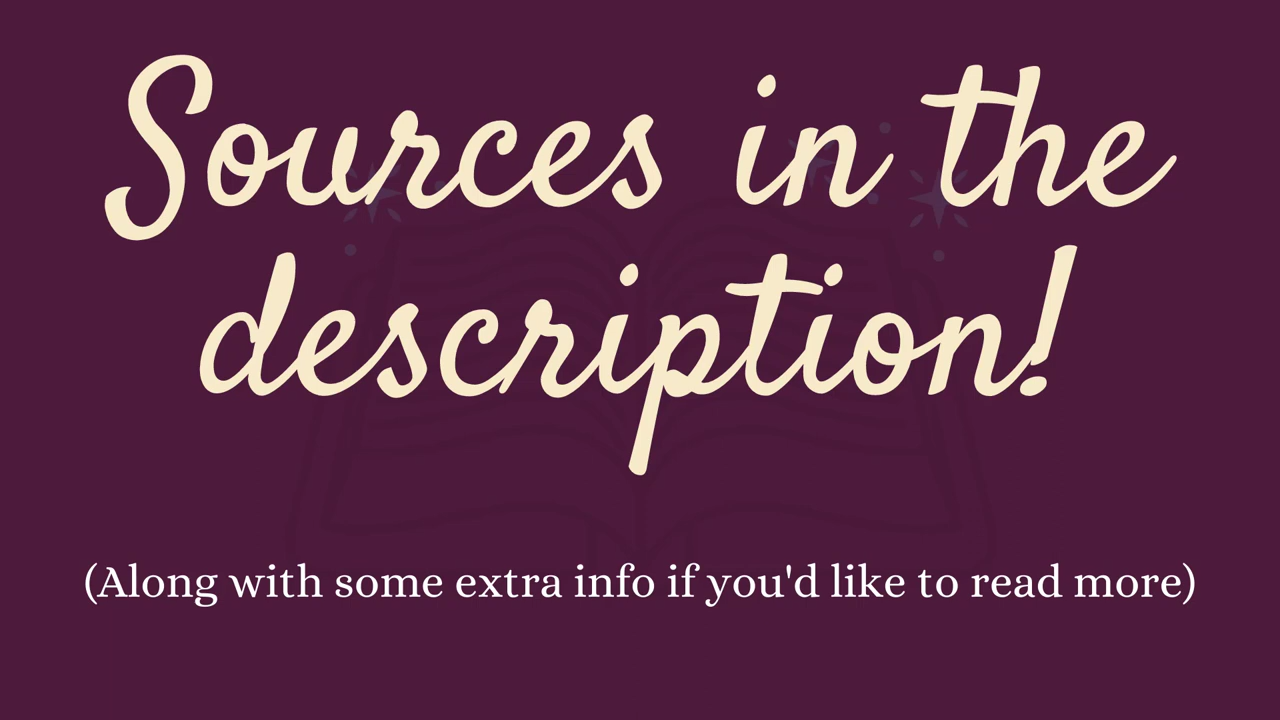 Sources in the
description!
(Along with some extra info if you'd like to read more)